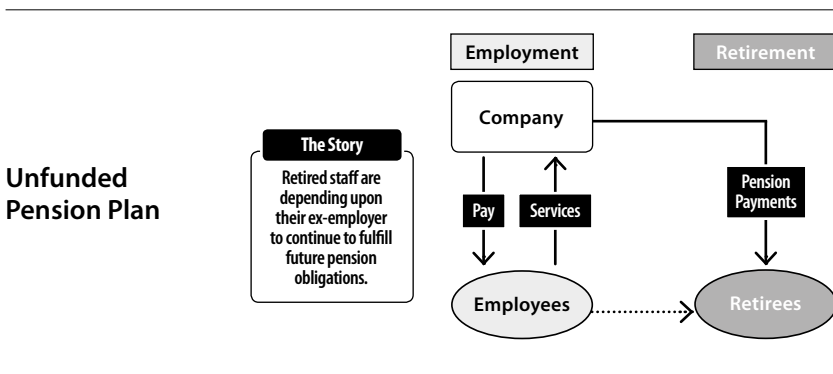 Unfunded
Pension Plan
The Story
Retired staff are
depending upon
their ex-employer
to continue to fulfill
future pension
obligations.
Employment
Retirement
Company
Pay
Services
Pension
Payments
Employees
Retirees